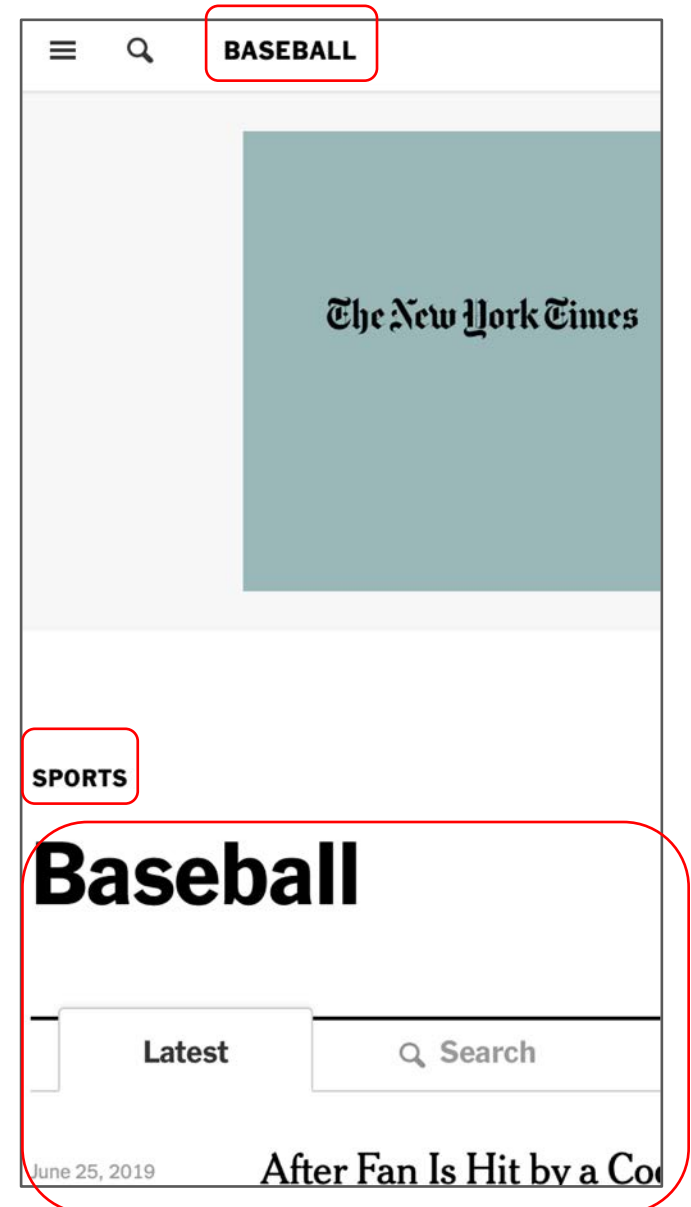 BASEBALL
The New York Times
SPORTS
Baseball
Latest Search
June 25, 2019 After Fan Is Hit by a